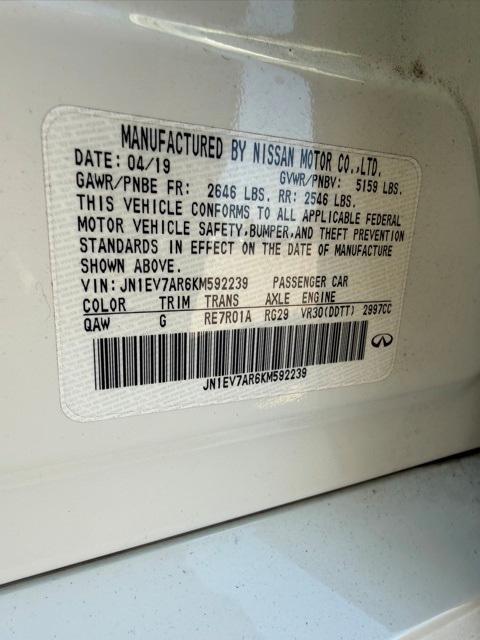 MANUFACTURED BY NISSAN MOTOR CO.,LTD.
DATE: 04/19 GVWR/PNBV: 5159 LBS.
GAWR/PNBE FR: 2646 LBS. RR: 2546 LBS.
THIS VEHICLE CONFORMS TO ALL APPLICABLE FEDERAL
MOTOR VEHICLE SAFETY,BUMPER,AND THEFT PREVENTION
STANDARDS IN EFFECT ON THE DATE OF MANUFACTURE
SHOWN ABOVE.
VIN: JN1EV7AR6KM592239 PASSENGER CAR
COLOR TRIM TRANS AXLE ENGINE
QAW G RE7R01A RG29 VR30(DDTT) 2997CC
JN1EV7AR6KM592239